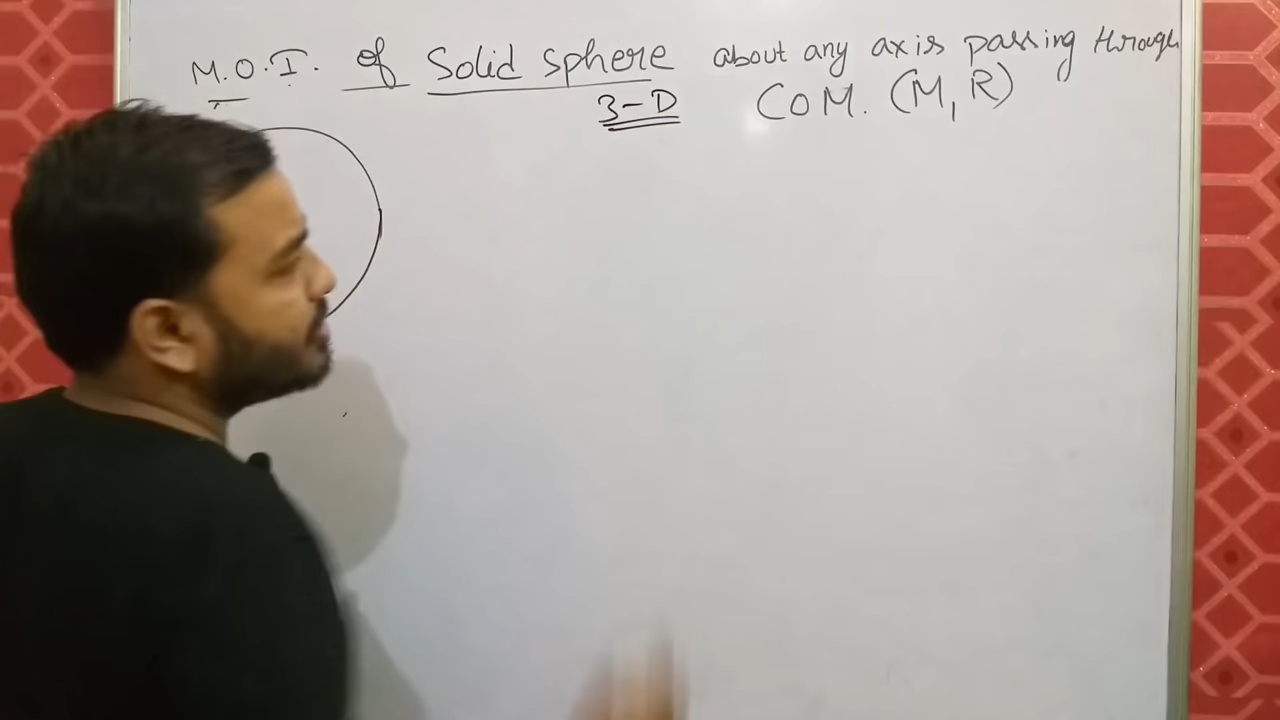 M.O.I. of Solid sphere about any axis passing through
3-D COM. (M, R)